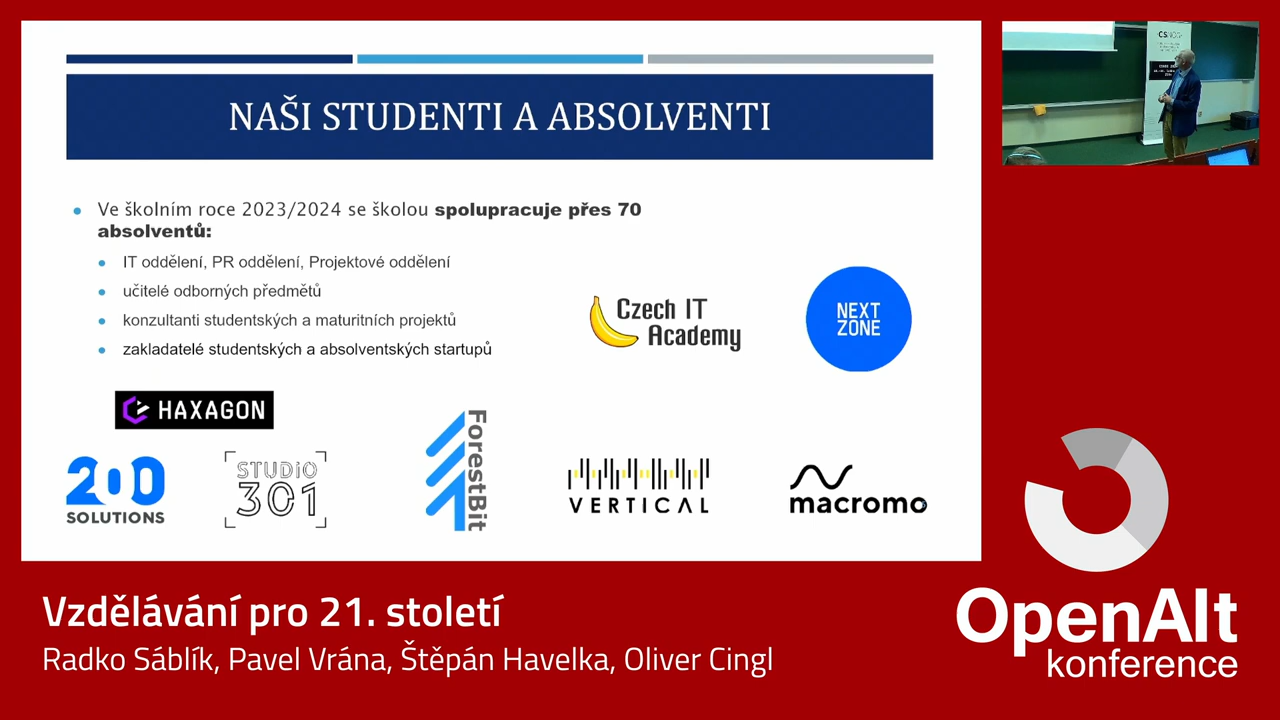 NAŠI STUDENTI A ABSOLVENTI
Ve školním roce 2023/2024 se školou spolupracuje přes 70
absolventů:
IT oddělení, PR oddělení, Projektové oddělení
učitelé odborných předmětů
konzultanti studentských a maturitních projektů
zakladatelé studentských a absolventských startupů
Czech IT
Academy
NEXT
ZONE
HAXAGON
200
SOLUTIONS
STUDiO
301
ForestBit
VERTICAL
macromo
CSNOG
Vzdělávání pro 21. století
Radko Sáblík, Pavel Vrána, Štěpán Havelka, Oliver Cingl
OpenAlt
konference